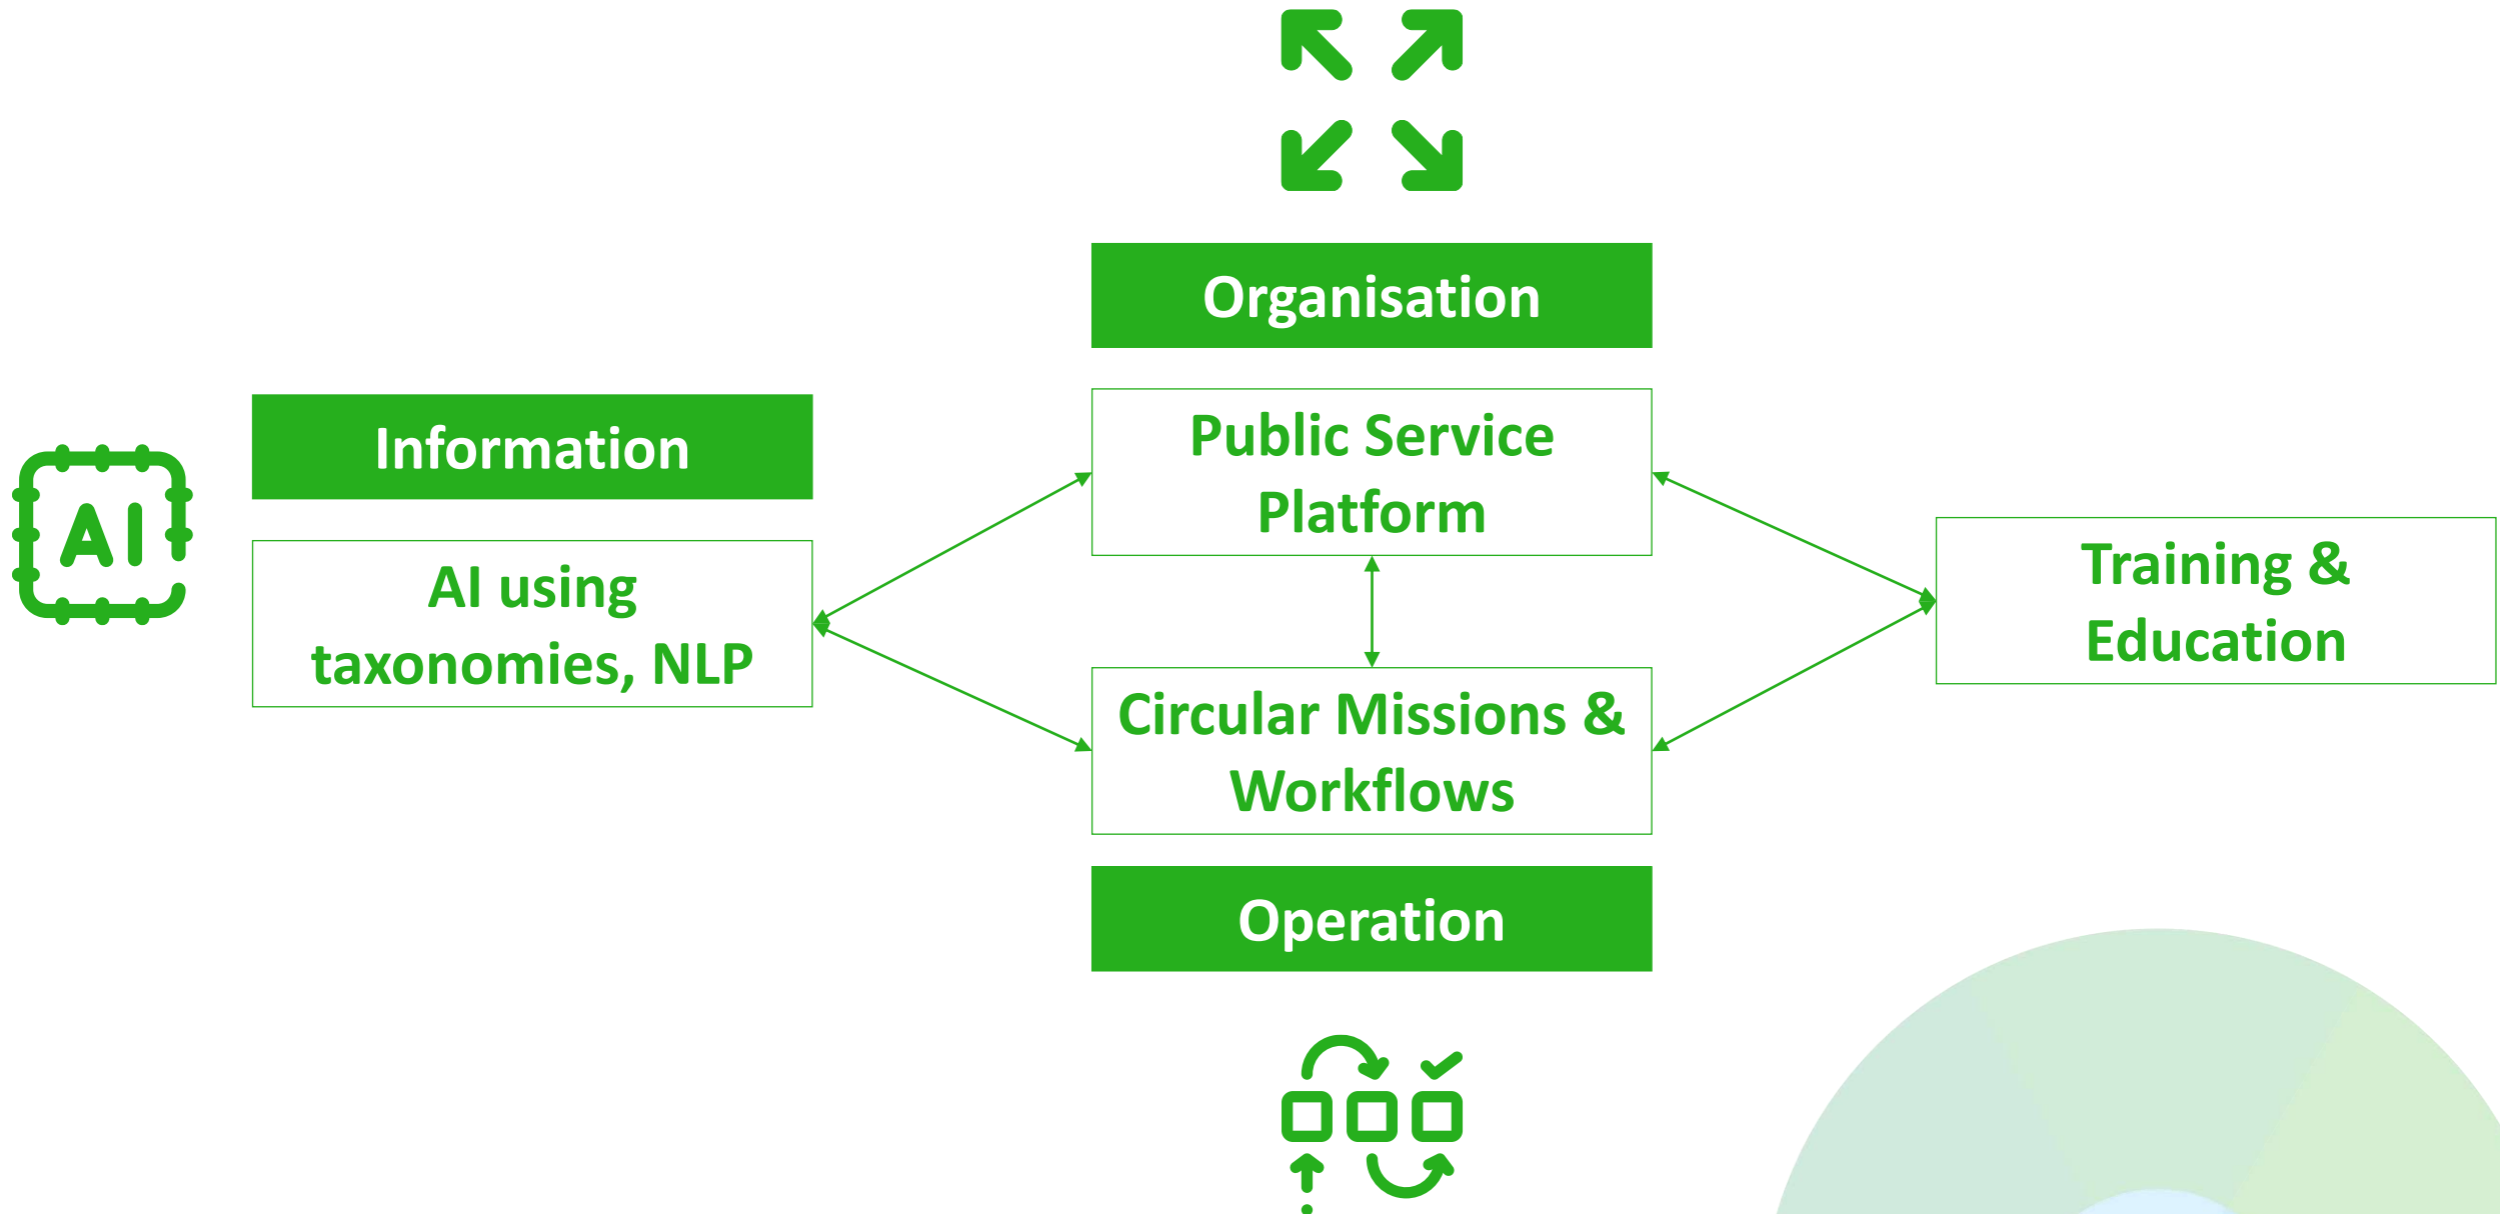 Organisation
Public Service
Platform
Information
AI
AI using
taxonomies, NLP
Training &
Education
Circular Missions &
Workflows
Operation